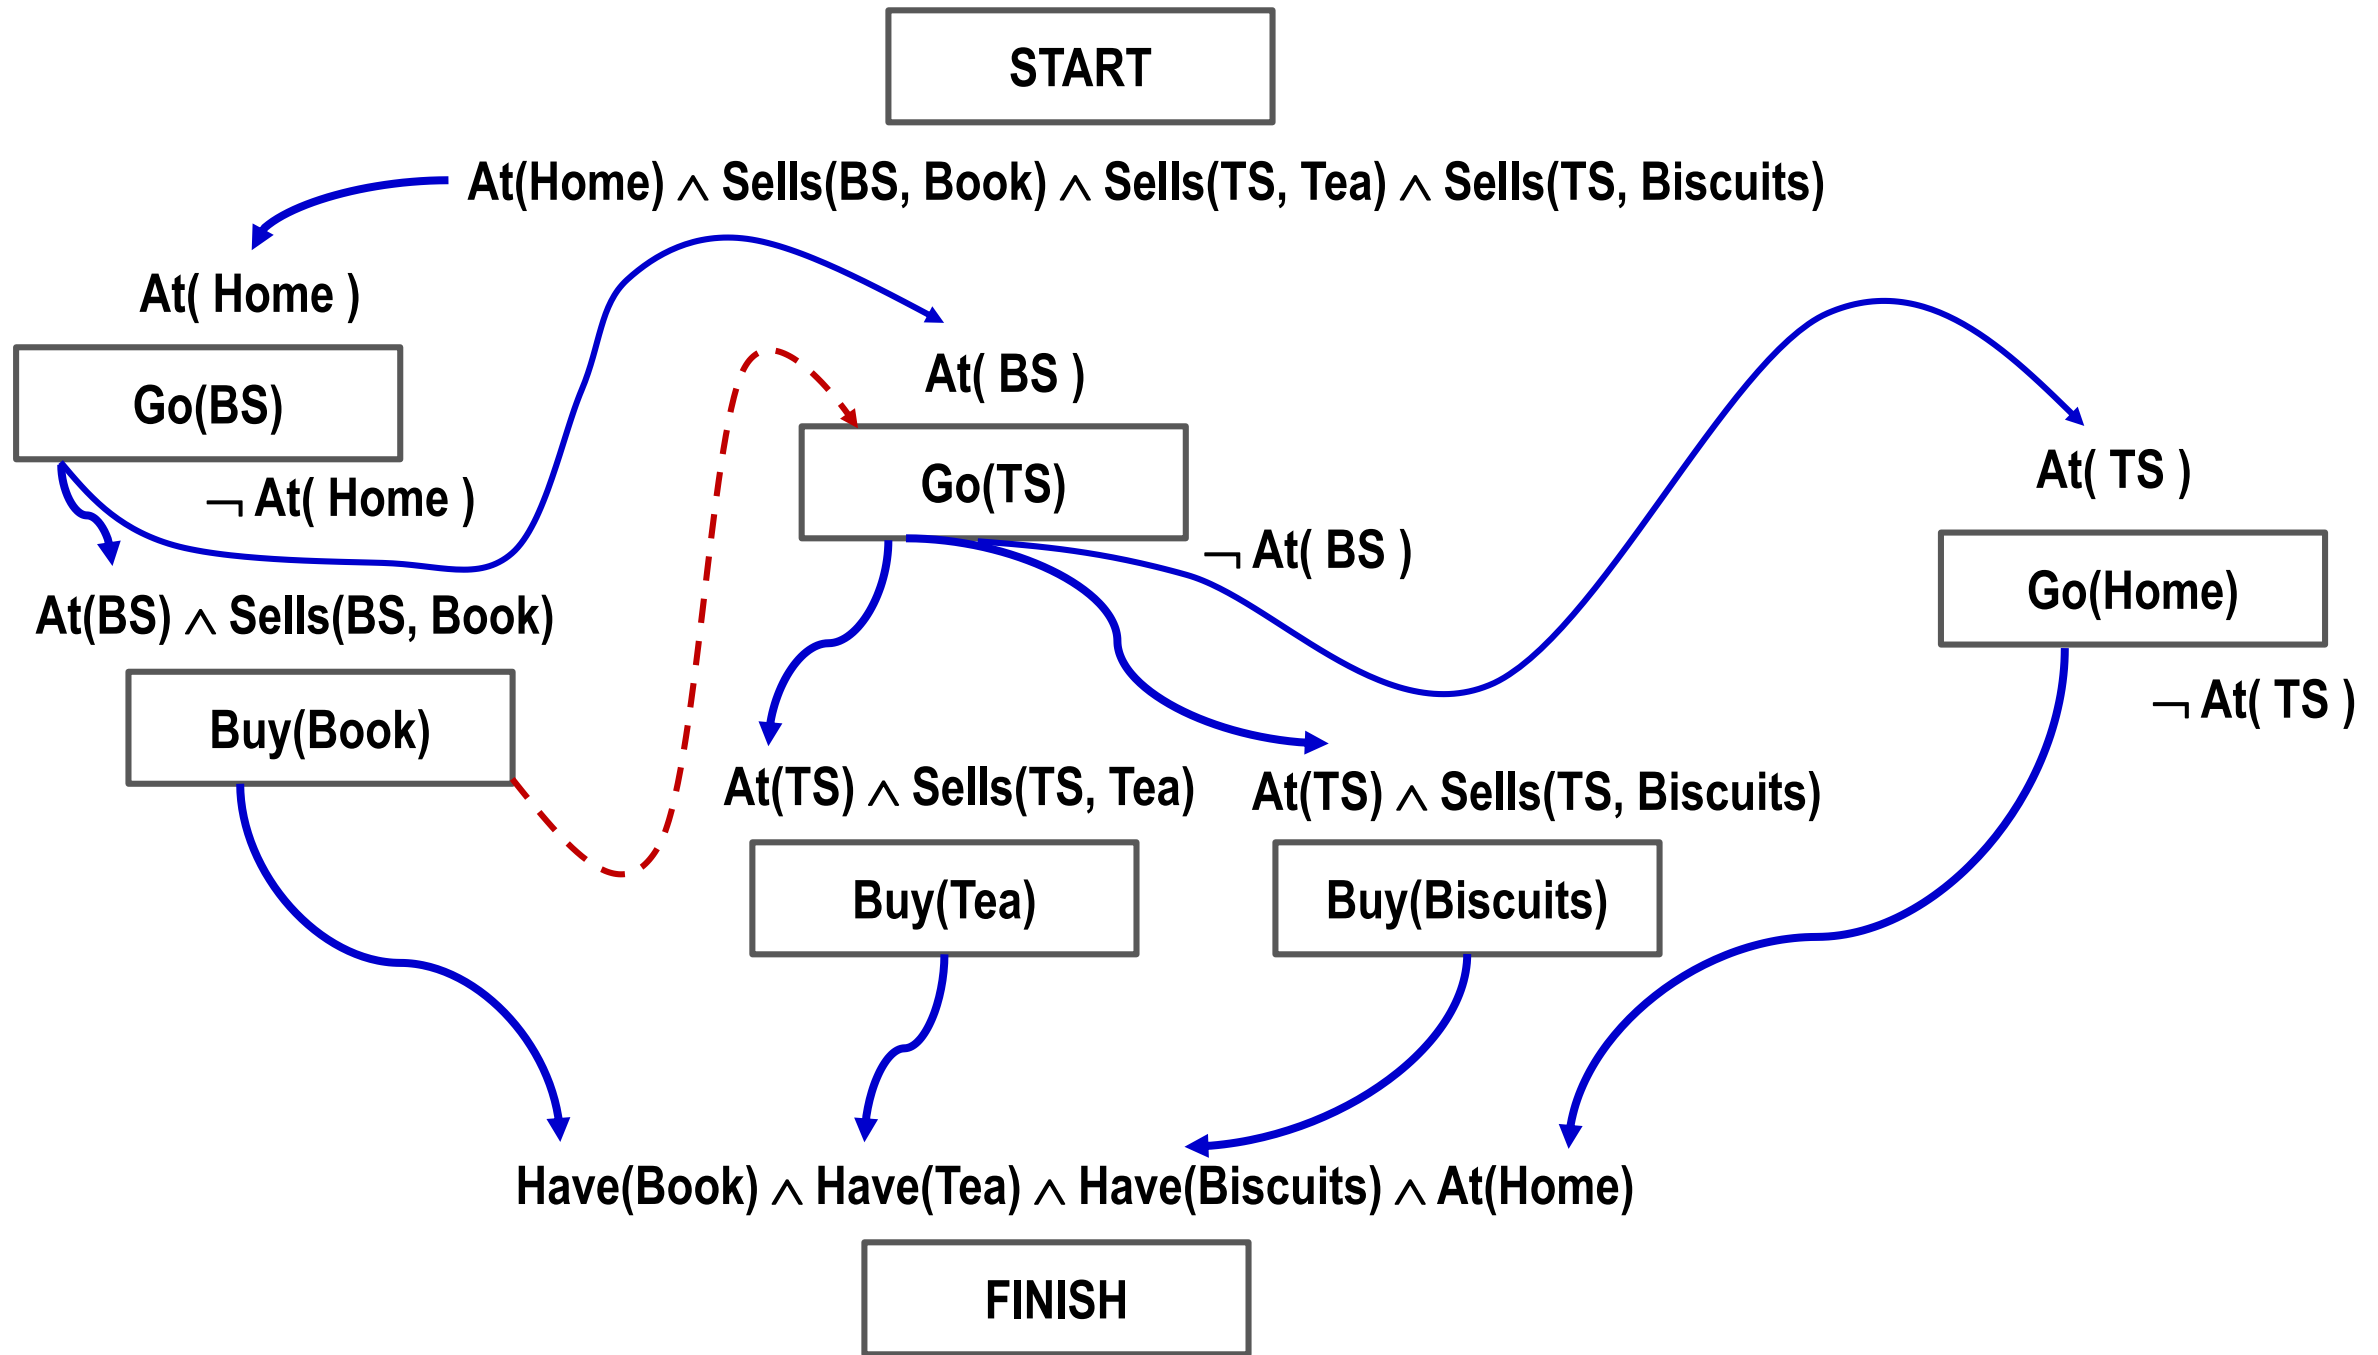 START
At(Home) ∧ Sells(BS, Book) ∧ Sells(TS, Tea) ∧ Sells(TS, Biscuits)
At( Home )
Go(BS)
¬ At( Home )
At(BS) ∧ Sells(BS, Book)
Buy(Book)
At( BS )
Go(TS)
¬ At( BS )
At(TS) ∧ Sells(TS, Tea)
Buy(Tea)
At(TS) ∧ Sells(TS, Biscuits)
Buy(Biscuits)
At( TS )
Go(Home)
¬ At( TS )
Have(Book) ∧ Have(Tea) ∧ Have(Biscuits) ∧ At(Home)
FINISH